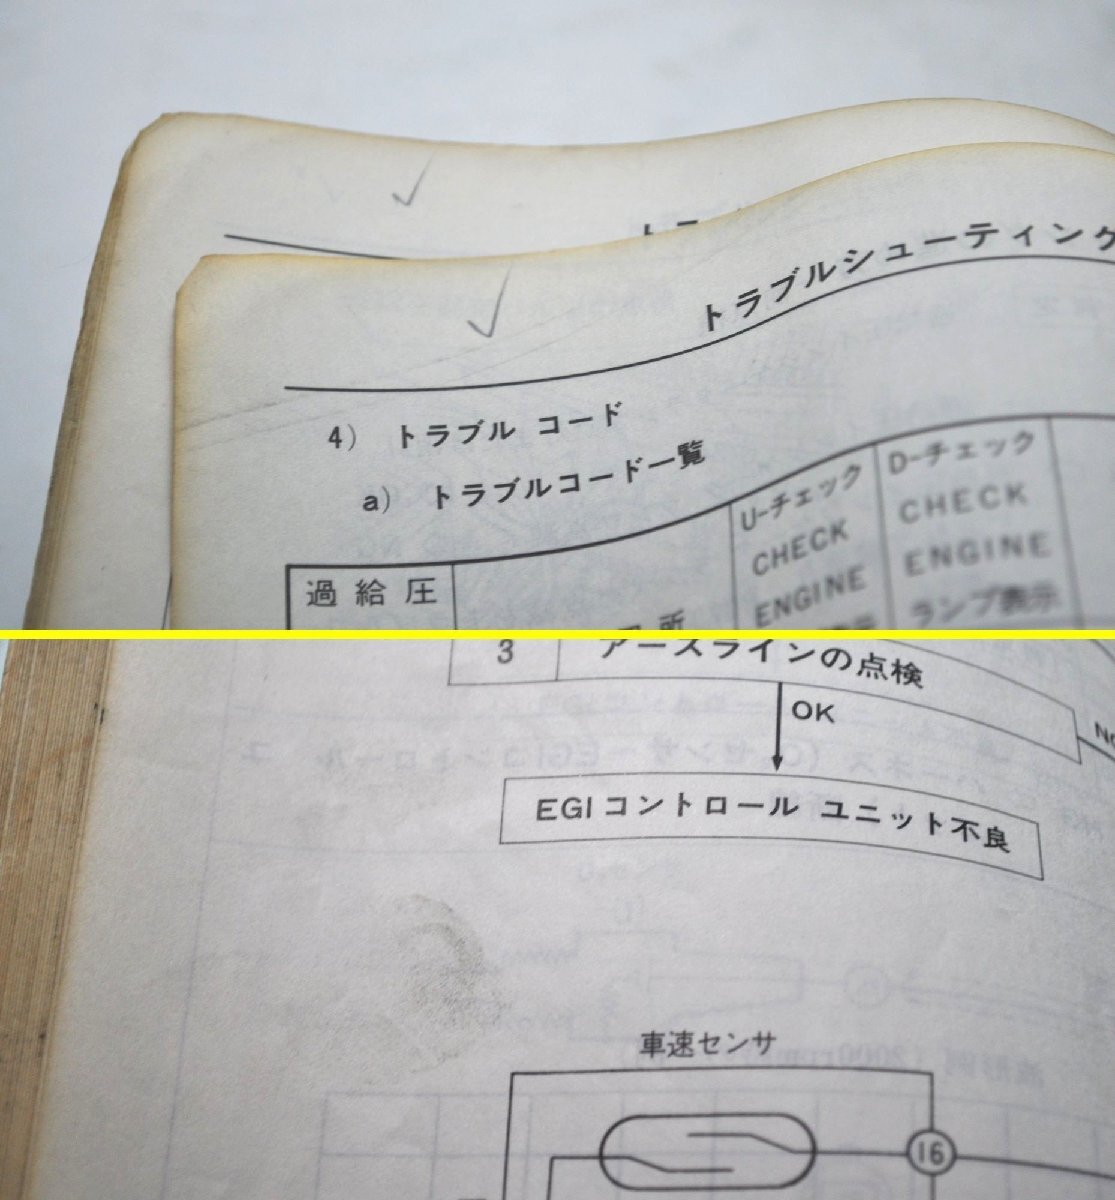 トラブルシューティング
4) トラブル コード
a) トラブルコード一覧
過給圧
U-チェック
CHECK
ENGINE
D-チェック
CHECK
ENGINE
ランプ表示
3
アースラインの点検
OK
NO
EGIコントロール ユニット不良
車速センサ
16